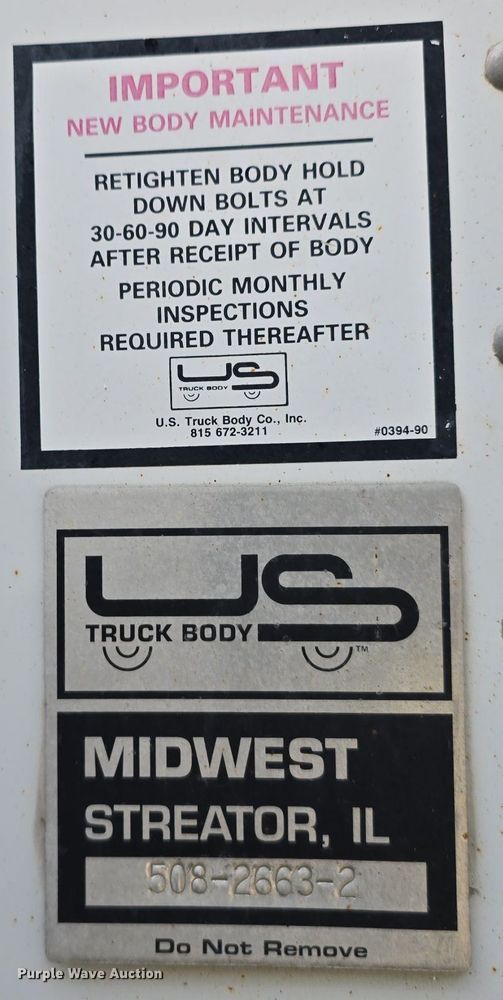 IMPORTANT
NEW BODY MAINTENANCE
RETIGHTEN BODY HOLD
DOWN BOLTS AT
30-60-90 DAY INTERVALS
AFTER RECEIPT OF BODY
PERIODIC MONTHLY
INSPECTIONS
REQUIRED THEREAFTER
US
TRUCK BODY
U.S. Truck Body Co., Inc.
815 672-3211
#0394-90
US
TRUCK BODY
TM
MIDWEST
STREATOR, IL
508-2663-2
Do Not Remove
Purple Wave Auction